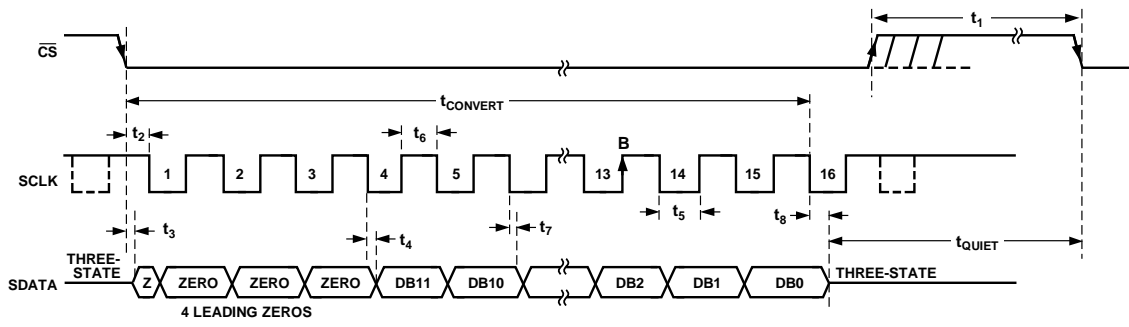 t1
CS
tCONVERT
t2
t6
B
SCLK
1
2
3
4
5
13
14
15
16
t3
t4
t7
t5
t8
tQUIET
THREE-
STATE
SDATA
Z
ZERO
ZERO
ZERO
DB11
DB10
DB2
DB1
DB0
THREE-STATE
4 LEADING ZEROS